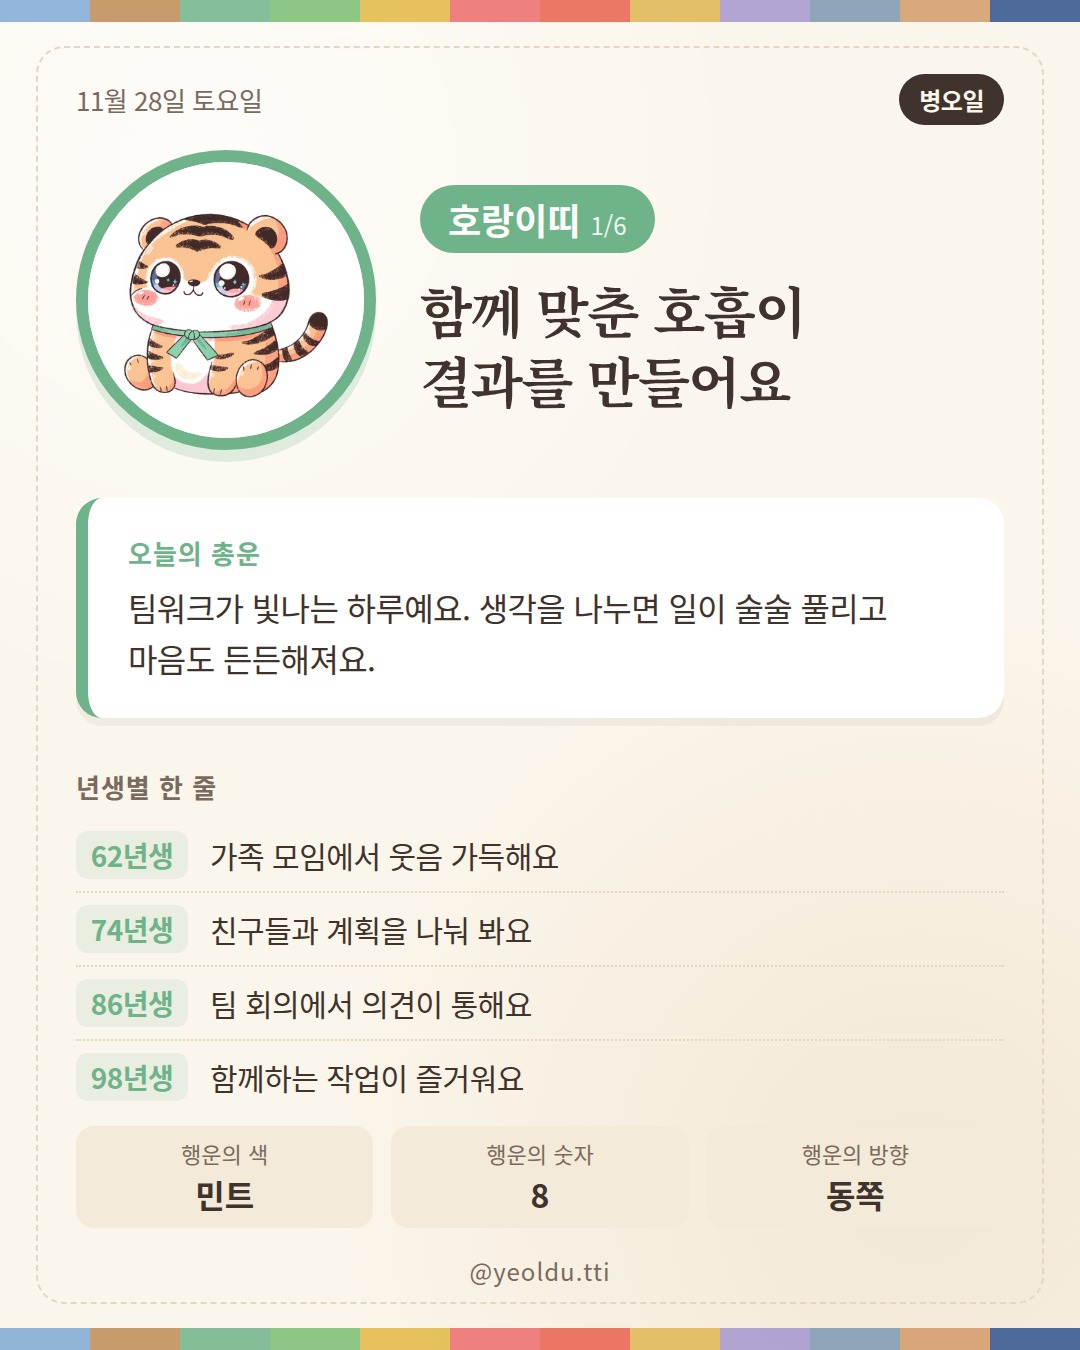 11월 28일 토요일
병오일
호랑이띠 1/6
함께 맞춘 호흡이
결과를 만들어요
오늘의 총운
팀워크가 빛나는 하루예요. 생각을 나누면 일이 술술 풀리고
마음도 든든해져요.
년생별 한 줄
62년생 가족 모임에서 웃음 가득해요
74년생 친구들과 계획을 나눠 봐요
86년생 팀 회의에서 의견이 통해요
98년생 함께하는 작업이 즐거워요
행운의 색
민트
행운의 숫자
8
행운의 방향
동쪽
@yeoldu.tti